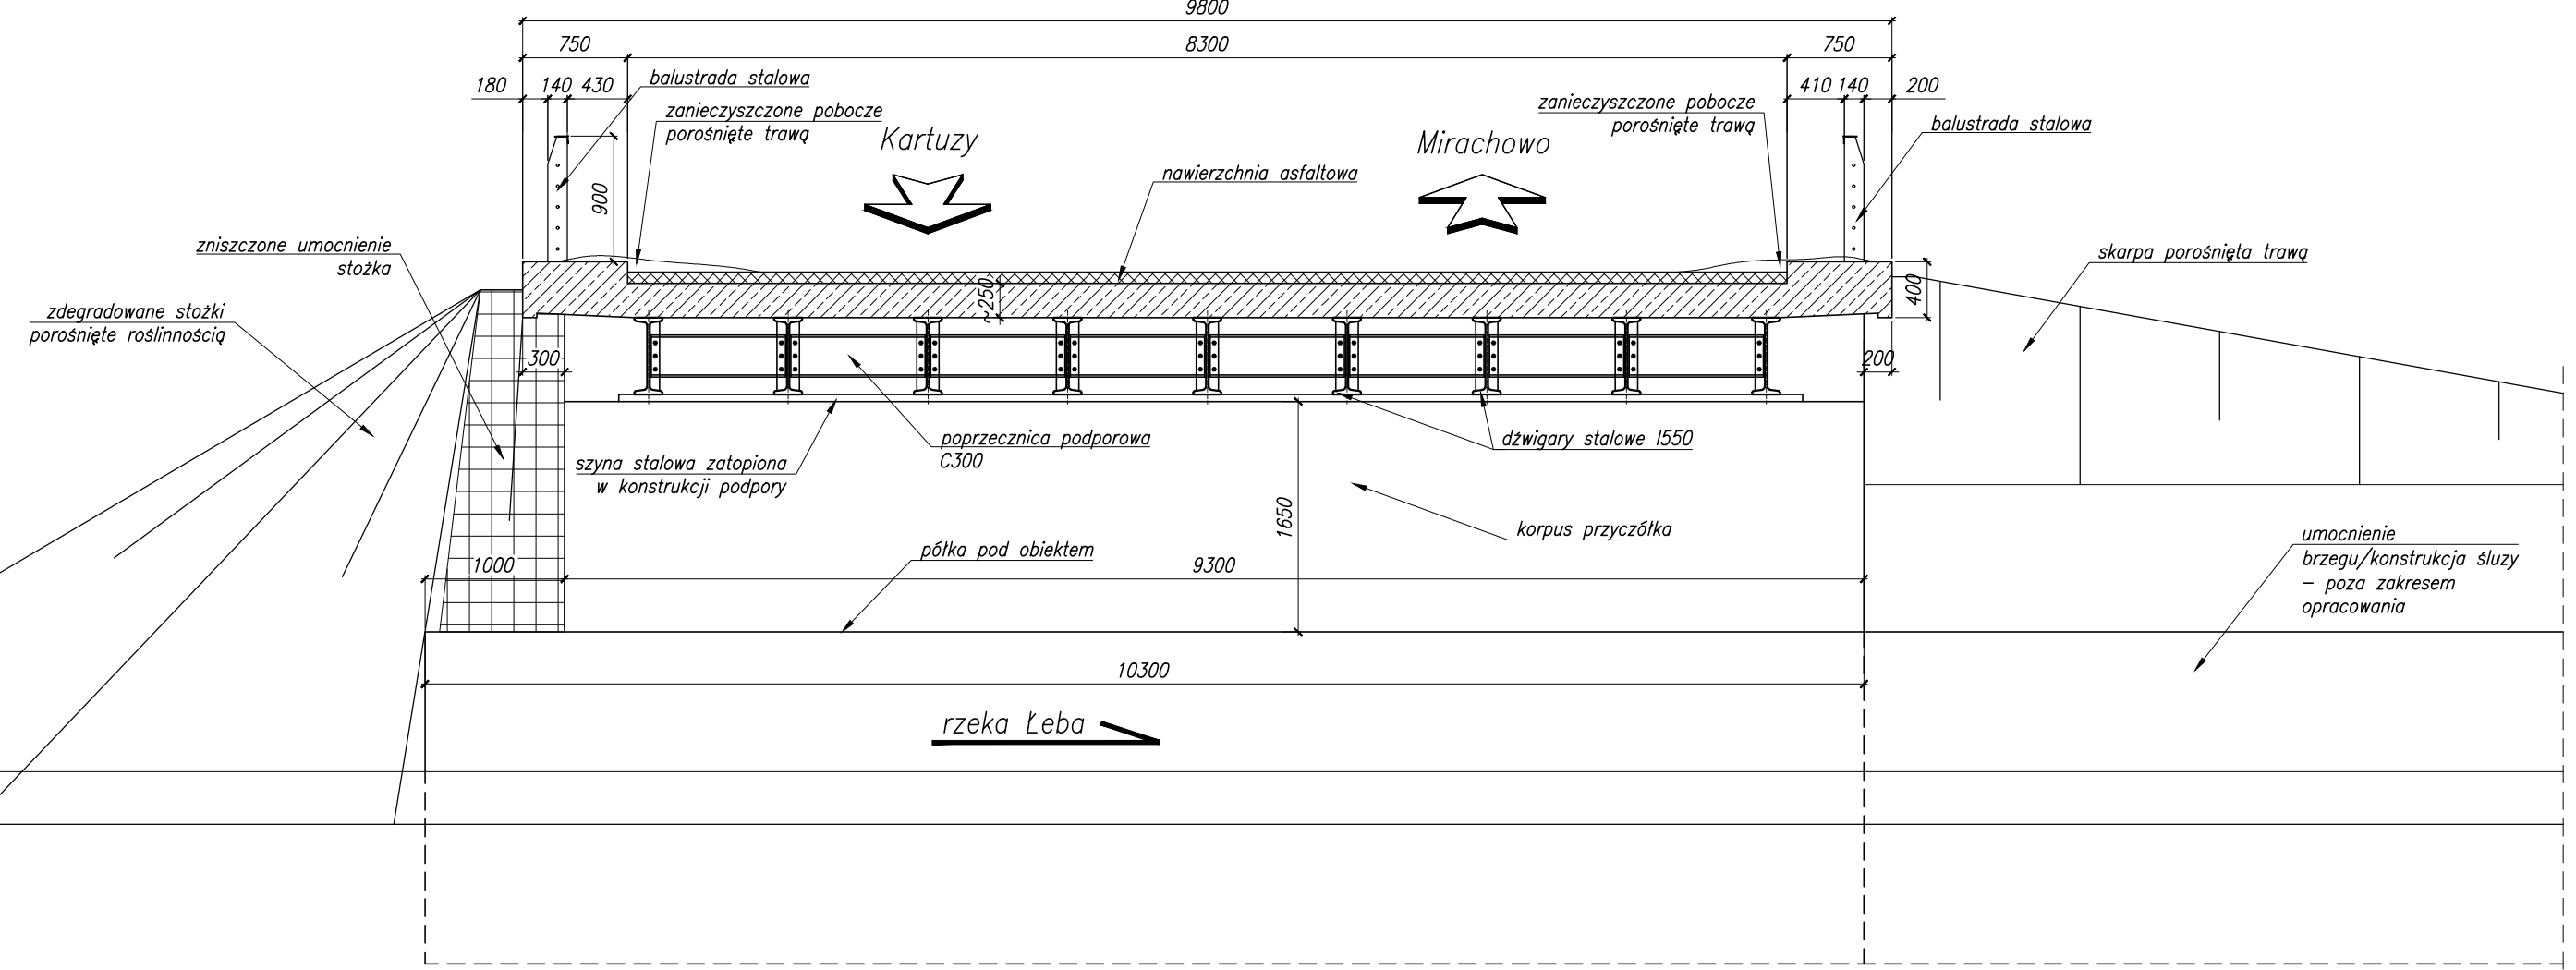 9800
750
8300
750
180
140
430
balustrada stalowa
410
140
200
zanieczyszczone pobocze
porośnięte trawą
Kartuzy
zanieczyszczone pobocze
porośnięte trawą
Mirachowo
balustrada stalowa
nawierzchnia asfaltowa
900
zniszczone umocnienie
stożka
skarpa porośnięta trawą
~250
400
zdegradowane stożki
porośnięte roślinnością
300
200
poprzecznica podporowa
C300
dźwigary stalowe I550
szyna stalowa zatopiona
w konstrukcji podpory
1650
korpus przyczółka
umocnienie
brzegu/konstrukcja śluzy
– poza zakresem
opracowania
półka pod obiektem
1000
9300
10300
rzeka Łeba